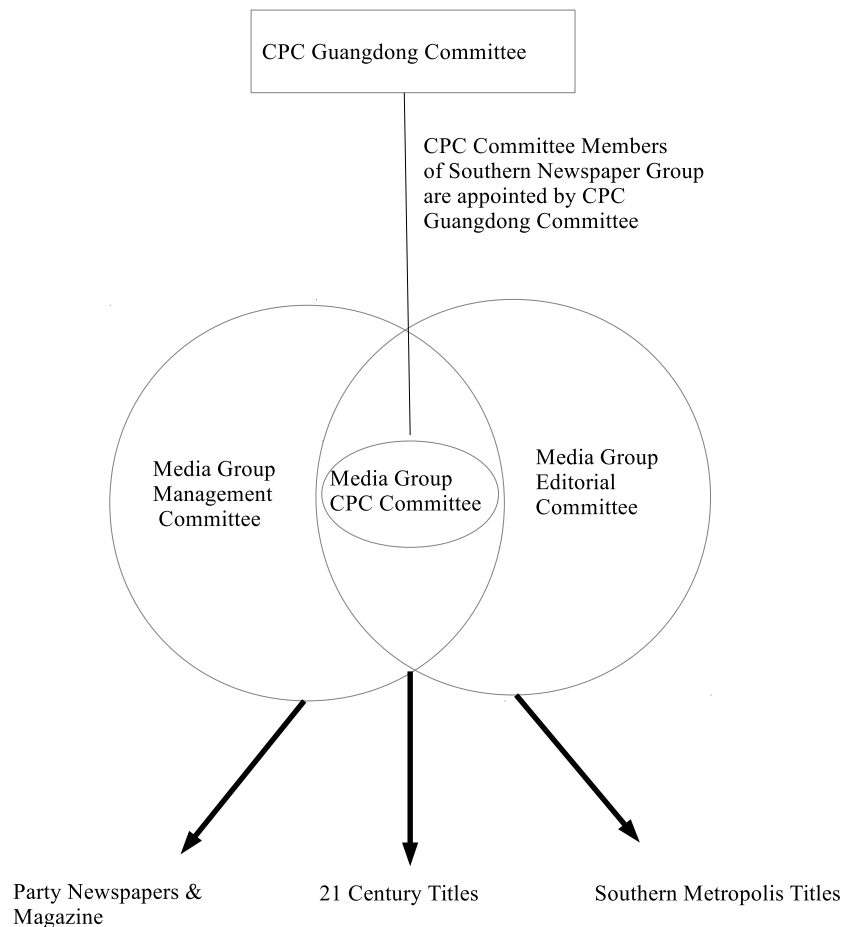 CPC Guangdong Committee
CPC Committee Members
of Southern Newspaper Group
are appointed by CPC
Guangdong Committee
Media Group
Management
Committee
Media Group
CPC Committee
Media Group
Editorial
Committee
Party Newspapers &
Magazine
21 Century Titles
Southern Metropolis Titles